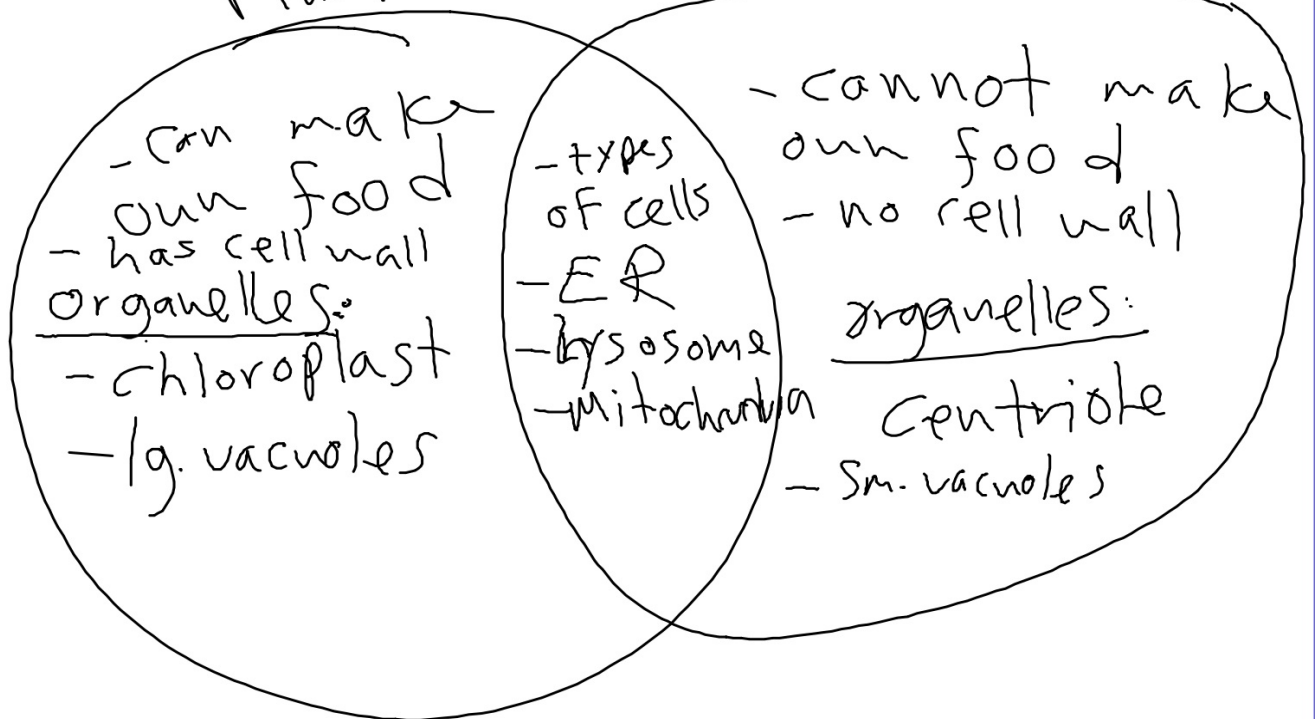 - can make
own food
- has cell wall
organelles:
- chloroplast
- lg. vacuoles
- types
of cells
- ER
- Lysosome
- Mitochondria
- cannot make
own food
- no cell wall
organelles:
Centriole
- Sm. vacuoles